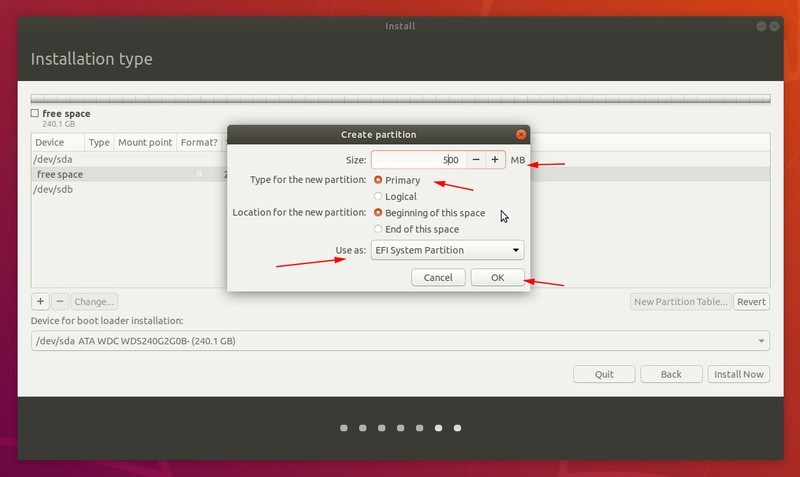 Install
Installation type
free space
240.1 GB
Device Type Mount point Format?
/dev/sda
free space
/dev/sdb
Create partition
Size: 500 MB
Type for the new partition: Primary
Logical
Location for the new partition: Beginning of this space
End of this space
Use as: EFI System Partition
Cancel OK
+ − Change... New Partition Table... Revert
Device for boot loader installation:
/dev/sda ATA WDC WDS240G2G0B- (240.1 GB)
Quit Back Install Now